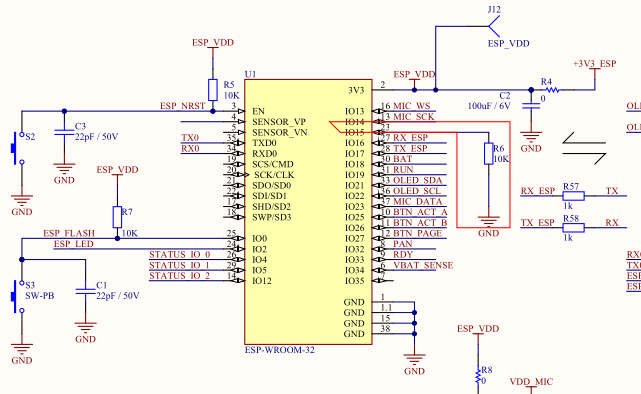 J12
ESP_VDD
ESP_VDD
ESP_VDD
+3V3_ESP
U1
R5
10K
R4
0
C2
100uF / 6V
GND
ESP_NRST
C3
22pF / 50V
S2
GND
GND
TX0
RX0
3
4
5
35
34
19
20
21
22
17
18
EN
SENSOR_VP
SENSOR_VN
TXD0
RXD0
SCS/CMD
SCK/CLK
SDO/SD0
SDI/SD1
SHD/SD2
SWP/SD3
ESP_VDD
R7
10K
ESP_FLASH
ESP_LED
STATUS_IO_0
STATUS_IO_1
STATUS_IO_2
25
24
26
29
14
IO0
IO2
IO4
IO5
IO12
S3
SW-PB
C1
22pF / 50V
GND
GND
3V3
2
IO13
16
MIC_WS
IO14
13
MIC_SCK
IO15
23
IO16
27
RX_ESP
IO17
28
TX_ESP
IO18
30
BAT
IO19
31
RUN
IO21
33
OLED_SDA
IO22
36
OLED_SCL
IO23
37
MIC_DATA
IO25
10
BTN_ACT_A
IO26
11
BTN_ACT_B
IO27
12
BTN_PAGE
IO32
8
PAN
IO33
9
RDY
IO34
6
VBAT_SENSE
IO35
7
GND
1
GND
1.1
GND
15
GND
38
ESP-WROOM-32
GND
R6
10K
GND
RX_ESP
R57
1k
TX
TX_ESP
R58
1k
RX
ESP_VDD
R8
0
VDD_MIC
OLE
OLE
RX0
TX0
ESP
ESP